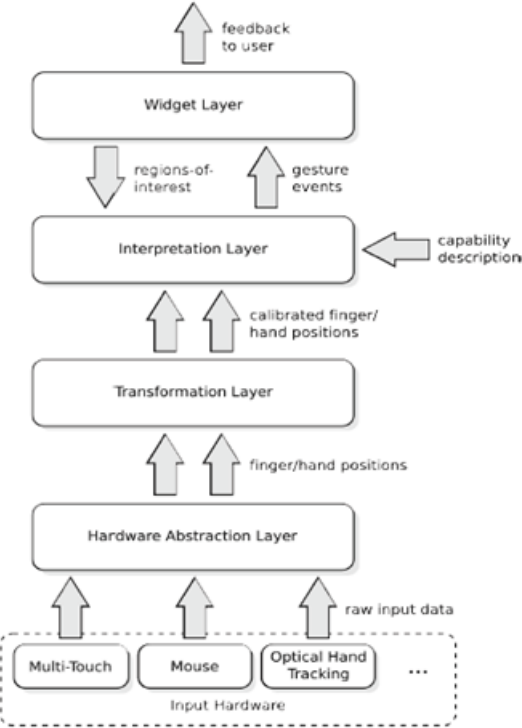 feedback
to user
Widget Layer
regions-of-
interest
gesture
events
Interpretation Layer
capability
description
calibrated finger/
hand positions
Transformation Layer
finger/hand positions
Hardware Abstraction Layer
raw input data
Multi-Touch
Mouse
Optical Hand
Tracking
...
Input Hardware